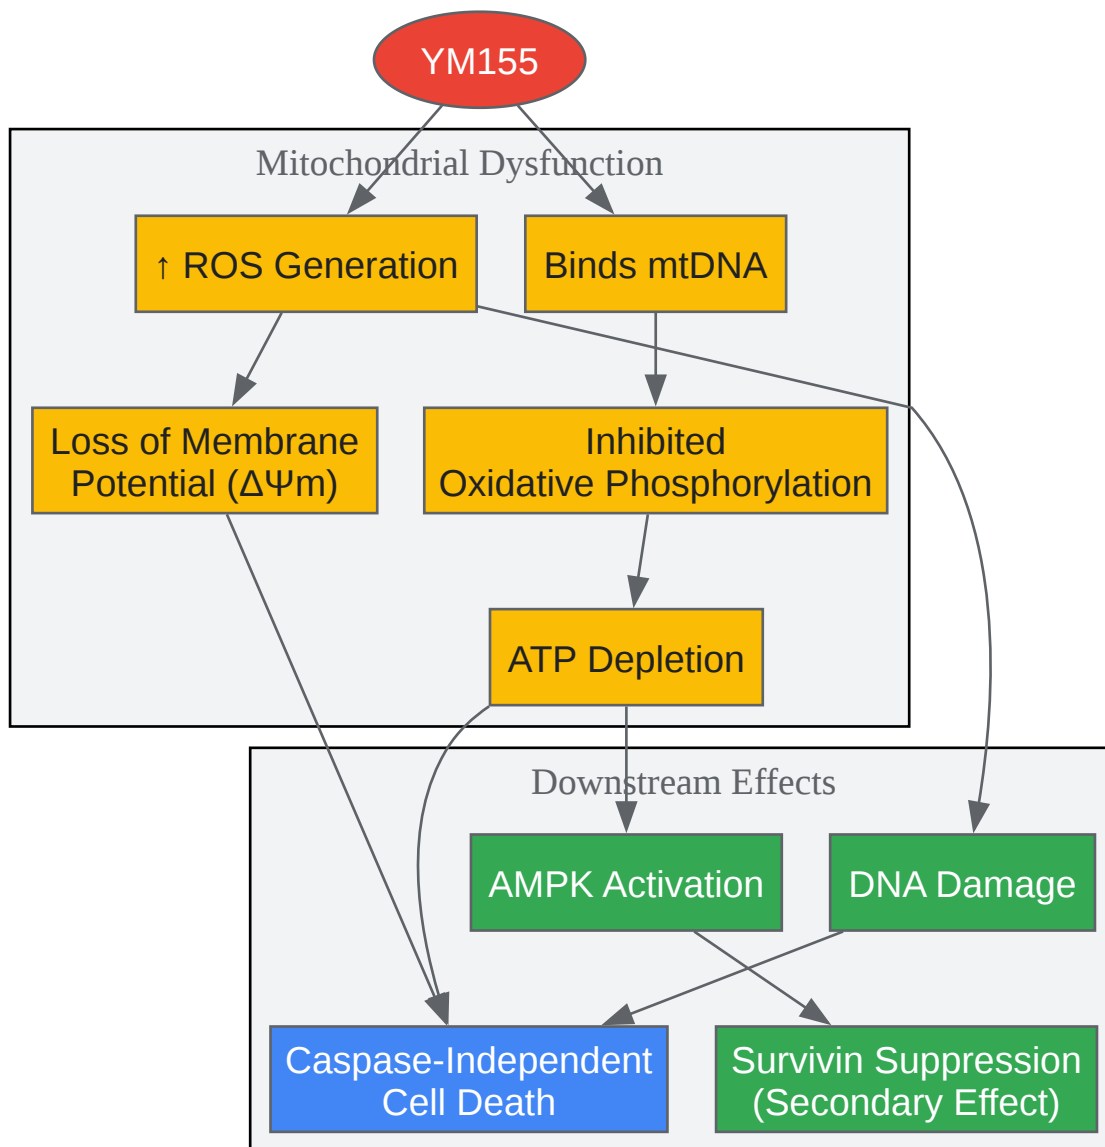 YM155
Mitochondrial Dysfunction
↑ ROS Generation
Binds mtDNA
Loss of Membrane
Potential (ΔΨm)
Inhibited
Oxidative Phosphorylation
ATP Depletion
Downstream Effects
AMPK Activation
DNA Damage
Caspase-Independent
Cell Death
Survivin Suppression
(Secondary Effect)